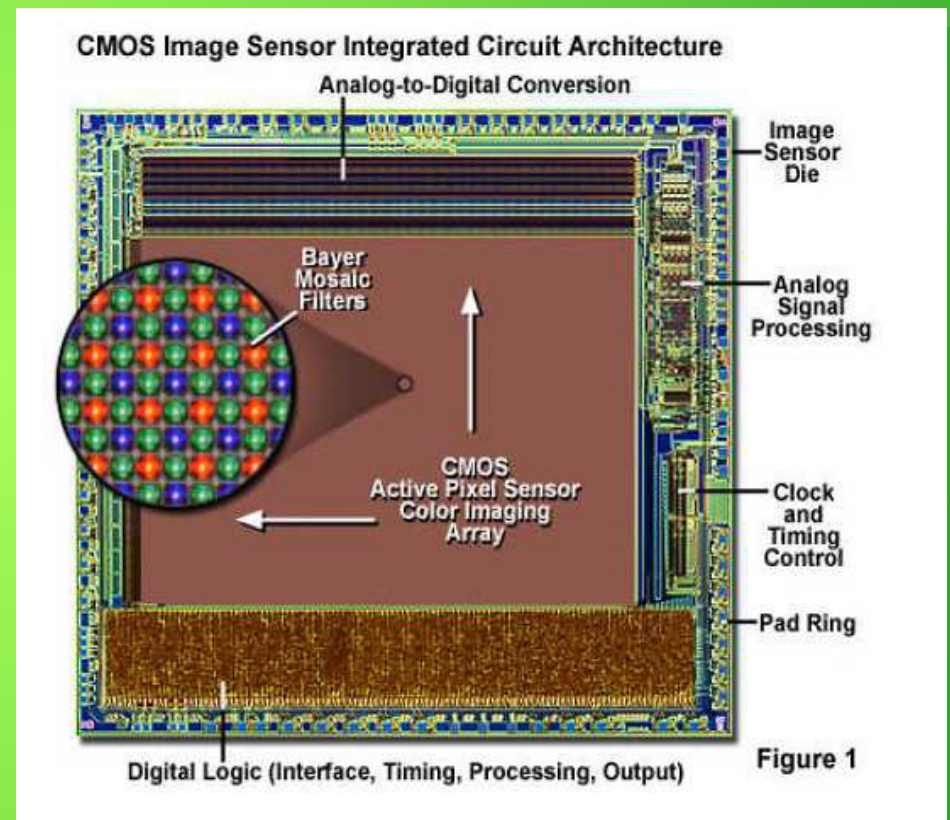 CMOS Image Sensor Integrated Circuit Architecture
Analog-to-Digital Conversion
Image
Sensor
Die
Bayer
Mosaic
Filters
Analog
Signal
Processing
CMOS
Active Pixel Sensor
Color Imaging
Array
Clock
and
Timing
Control
Pad Ring
Digital Logic (Interface, Timing, Processing, Output)
Figure 1